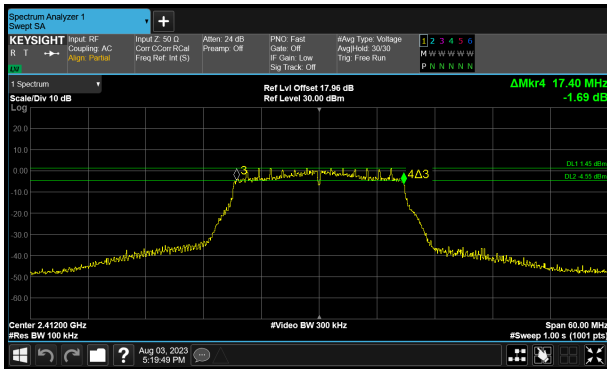 Spectrum Analyzer 1
Swept SA
KEYSIGHT Input: RF Input Z: 50 Ω Atten: 24 dB PNO: Fast #Avg Type: Voltage 1 2 3 4 5 6
R T Coupling: AC Corr CCorr RCal Preamp: Off Gate: Off Avg|Hold: 30/30 M W W W W W
Align: Partial Freq Ref: Int (S) IF Gain: Low Trig: Free Run
Sig Track: Off P N N N N N
1 Spectrum Ref Lvl Offset 17.96 dB ΔMkr4 17.40 MHz
Scale/Div 10 dB Ref Level 30.00 dBm -1.69 dB
Log
20.0
10.0
DL1 1.45 dBm
0.00 3 4Δ3
DL2 -4.55 dBm
-10.0
-20.0
-30.0
-40.0
-50.0
-60.0
Center 2.41200 GHz #Video BW 300 kHz Span 60.00 MHz
#Res BW 100 kHz #Sweep 1.00 s (1001 pts)
? Aug 03, 2023
5:19:49 PM